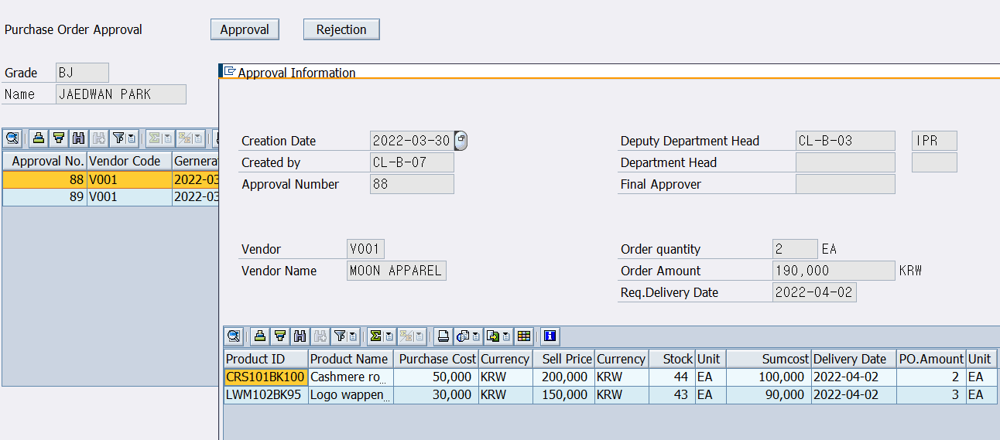 Purchase Order Approval Approval Rejection
Grade BJ
Name JAEDWAN PARK
Approval No. Vendor Code Gernera
88 V001 2022-03
89 V001 2022-03
Approval Information
Creation Date 2022-03-30 Deputy Department Head CL-B-03 IPR
Created by CL-B-07 Department Head
Approval Number 88 Final Approver
Vendor V001 Order quantity 2 EA
Vendor Name MOON APPAREL Order Amount 190,000 KRW
Req.Delivery Date 2022-04-02
Product ID Product Name Purchase Cost Currency Sell Price Currency Stock Unit Sumcost Delivery Date PO.Amount Unit
CRS101BK100 Cashmere ro… 50,000 KRW 200,000 KRW 44 EA 100,000 2022-04-02 2 EA
LWM102BK95 Logo wappen… 30,000 KRW 150,000 KRW 43 EA 90,000 2022-04-02 3 EA